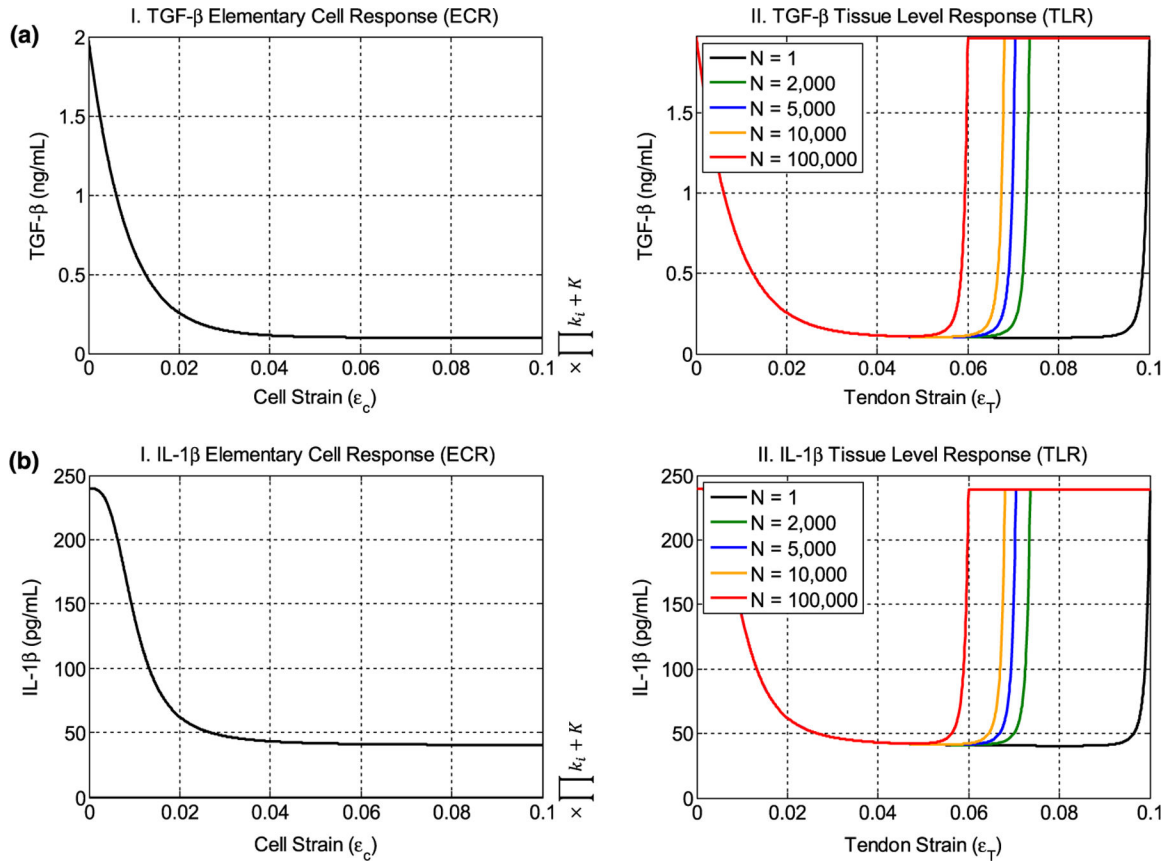 (a)
I. TGF-β Elementary Cell Response (ECR)
2
1.5
1
0.5
0
TGF-β (ng/mL)
0 0.02 0.04 0.06 0.08 0.1
Cell Strain (ε_c)
× ∏ k_i + K
II. TGF-β Tissue Level Response (TLR)
N = 1
N = 2,000
N = 5,000
N = 10,000
N = 100,000
1.5
1
0.5
0
TGF-β (ng/mL)
0 0.02 0.04 0.06 0.08 0.1
Tendon Strain (ε_T)
(b)
I. IL-1β Elementary Cell Response (ECR)
250
200
150
100
50
0
IL-1β (pg/mL)
0 0.02 0.04 0.06 0.08 0.1
Cell Strain (ε_c)
× ∏ k_i + K
II. IL-1β Tissue Level Response (TLR)
N = 1
N = 2,000
N = 5,000
N = 10,000
N = 100,000
250
200
150
100
50
0
IL-1β (pg/mL)
0 0.02 0.04 0.06 0.08 0.1
Tendon Strain (ε_T)